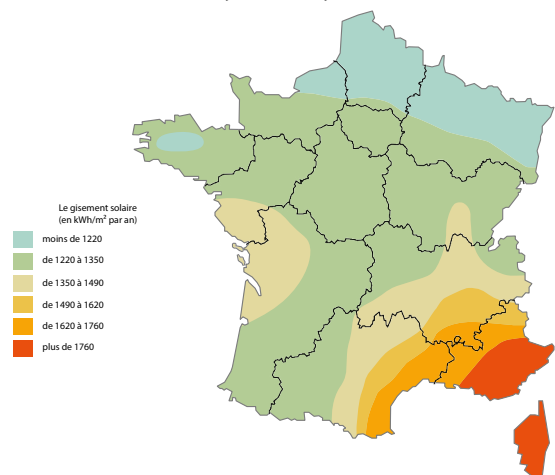 Le gisement solaire
(en kWh/m² par an)
moins de 1220
de 1220 à 1350
de 1350 à 1490
de 1490 à 1620
de 1620 à 1760
plus de 1760